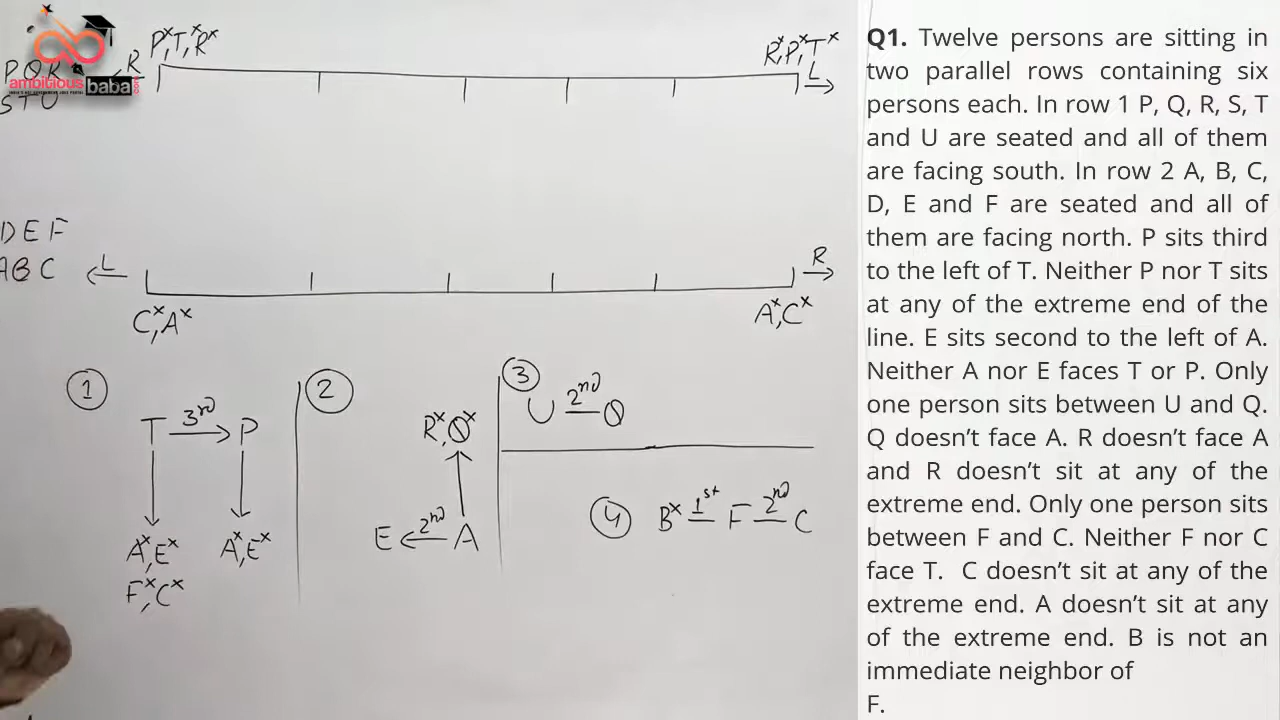 P Q R
S T U
ambitious baba.com
R
P×, T, ×R×
R×, P×, T×
L
D E F
A B C
L
R
C×, A×
A×, C×
1
T 3rd P
A×, E×
A×, E×
F×, C×
2
R×, Q×
E 2nd A
3
U 2nd Q
4
B× 1st F 2nd C
Q1. Twelve persons are sitting in
two parallel rows containing six
persons each. In row 1 P, Q, R, S, T
and U are seated and all of them
are facing south. In row 2 A, B, C,
D, E and F are seated and all of
them are facing north. P sits third
to the left of T. Neither P nor T sits
at any of the extreme end of the
line. E sits second to the left of A.
Neither A nor E faces T or P. Only
one person sits between U and Q.
Q doesn’t face A. R doesn’t face A
and R doesn’t sit at any of the
extreme end. Only one person sits
between F and C. Neither F nor C
face T. C doesn’t sit at any of the
extreme end. A doesn’t sit at any
of the extreme end. B is not an
immediate neighbor of
F.